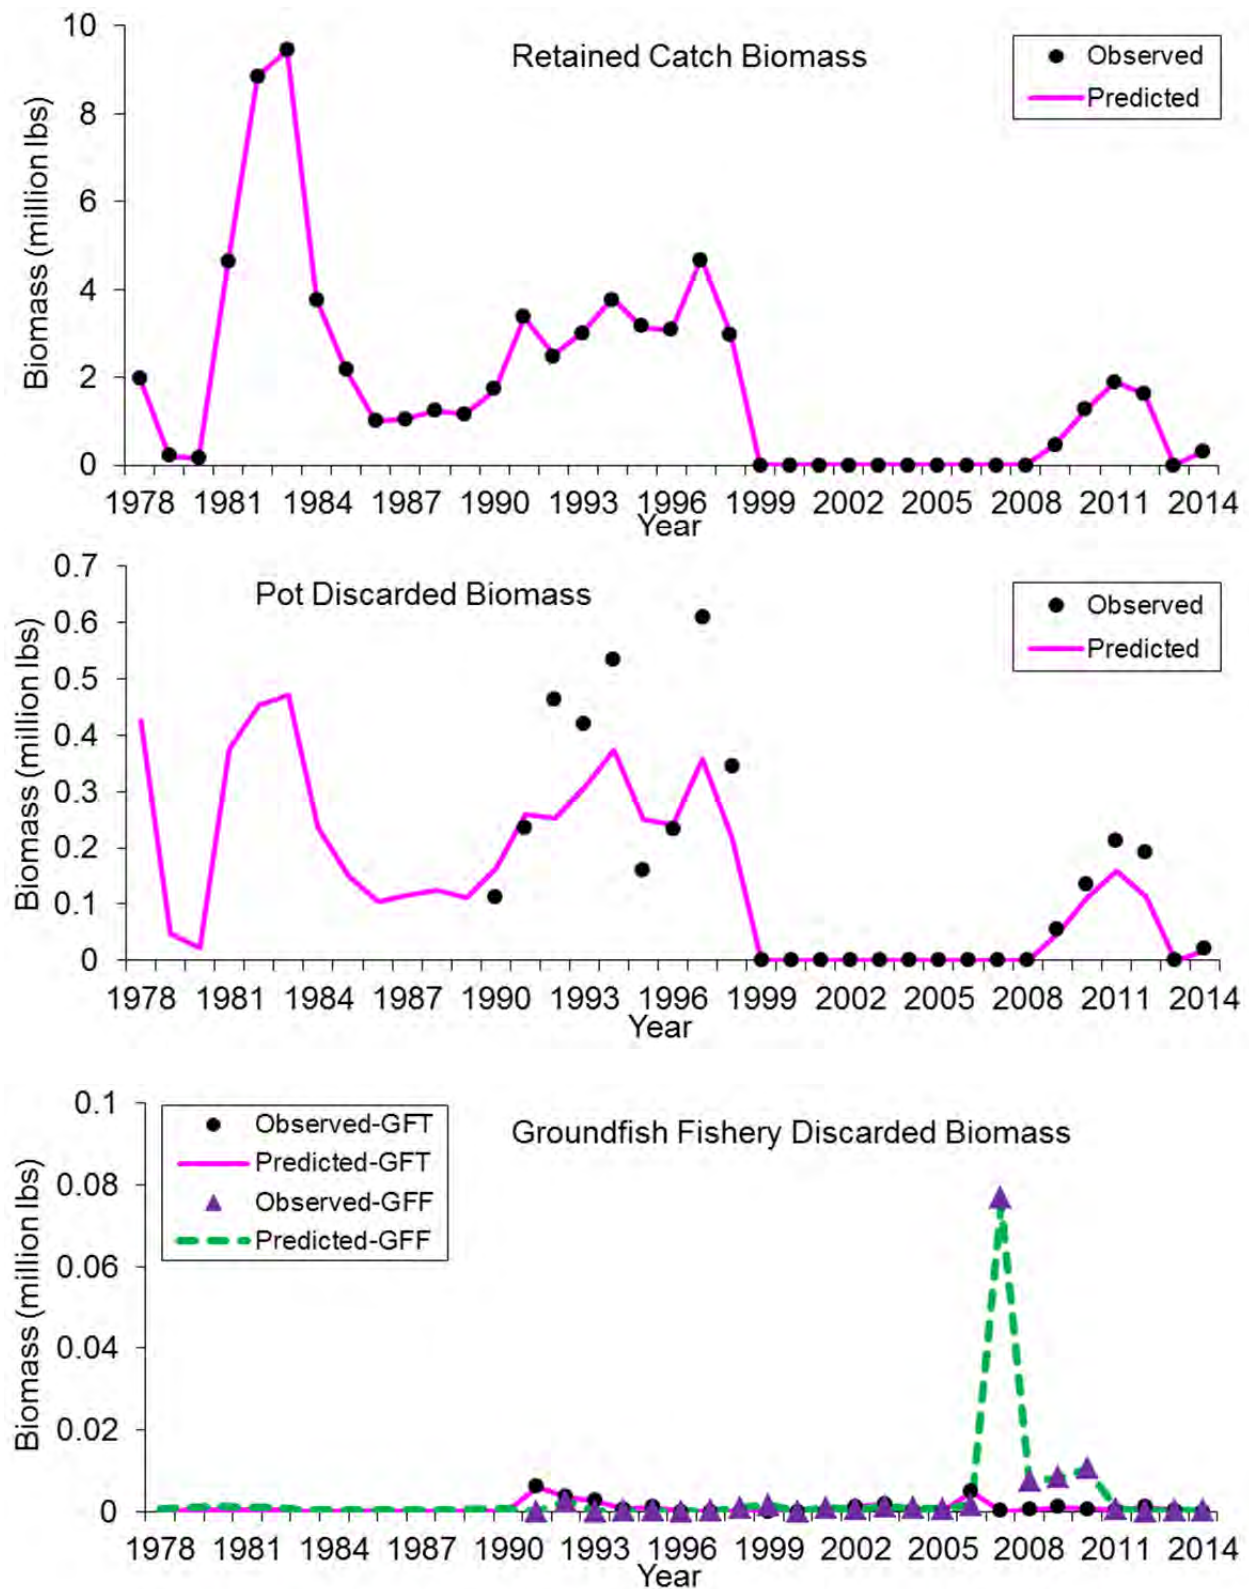 Retained Catch Biomass
Observed
Predicted
Biomass (million lbs)
10
8
6
4
2
0
1978 1981 1984 1987 1990 1993 1996 1999 2002 2005 2008 2011 2014
Year
Pot Discarded Biomass
Observed
Predicted
Biomass (million lbs)
0.7
0.6
0.5
0.4
0.3
0.2
0.1
0
1978 1981 1984 1987 1990 1993 1996 1999 2002 2005 2008 2011 2014
Year
Groundfish Fishery Discarded Biomass
Observed-GFT
Predicted-GFT
Observed-GFF
Predicted-GFF
Biomass (million lbs)
0.1
0.08
0.06
0.04
0.02
0
1978 1981 1984 1987 1990 1993 1996 1999 2002 2005 2008 2011 2014
Year